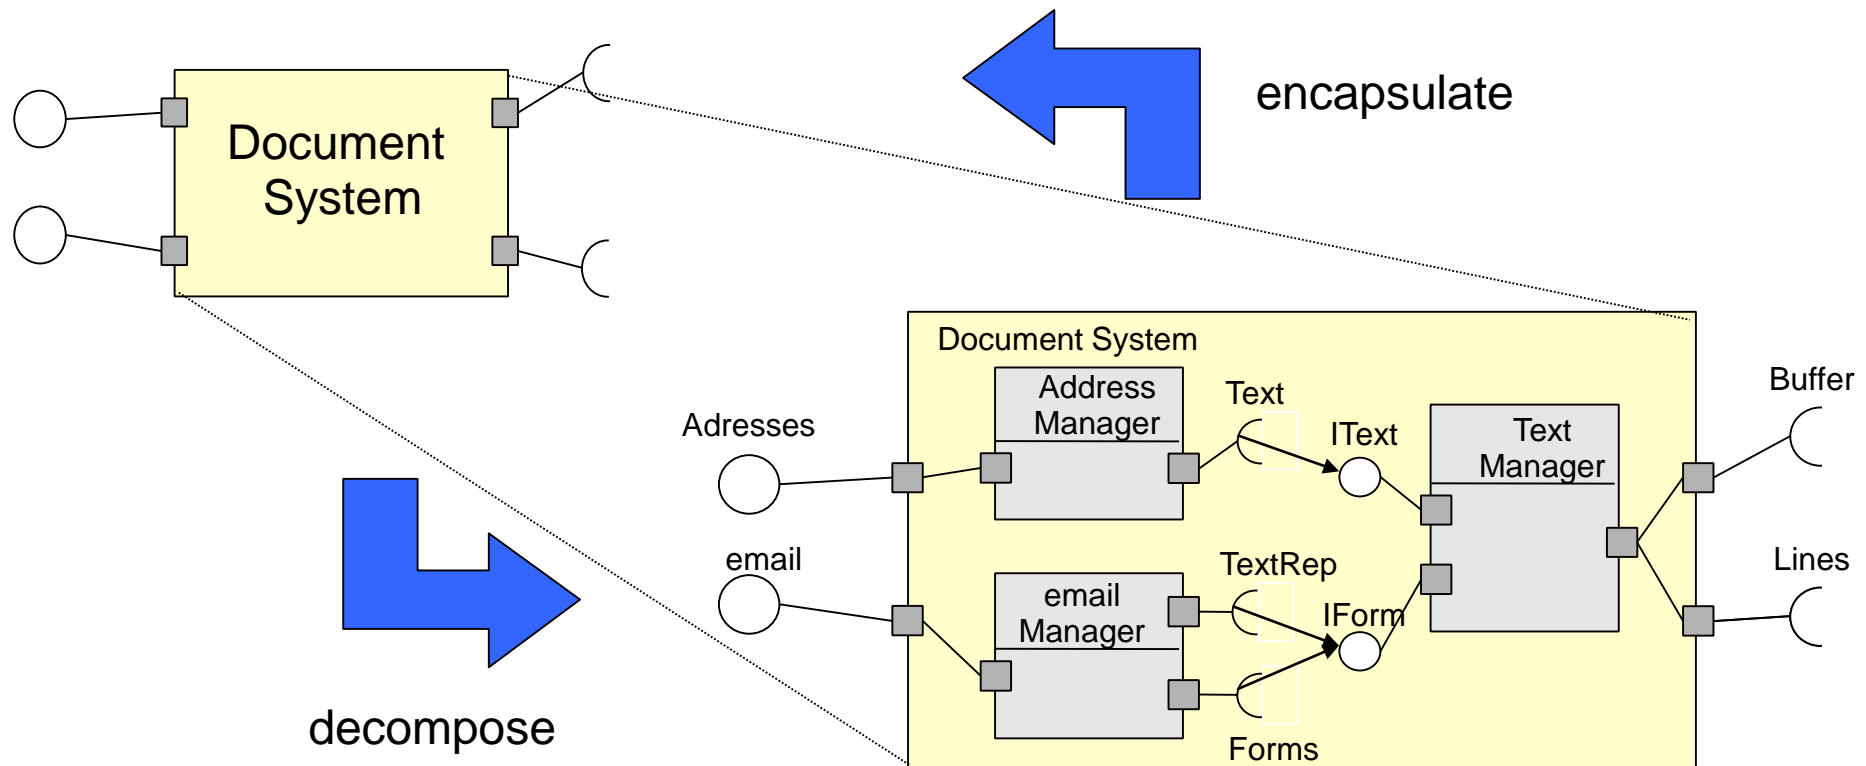 encapsulate
Document
System
Document System
Address
Manager
Text
Buffer
Adresses
IText
Text
Manager
email
TextRep
Lines
email
Manager
IForm
decompose
Forms